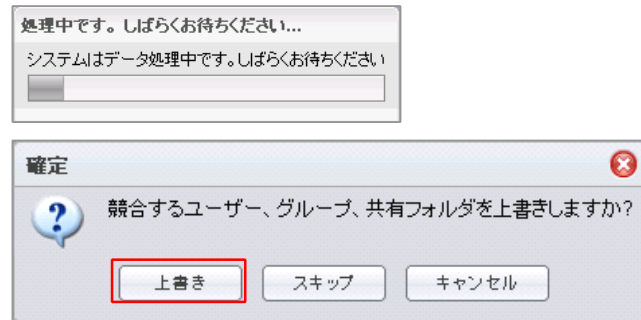 処理中です。しばらくお待ちください...
システムはデータ処理中です。しばらくお待ちください
確定
競合するユーザー、グループ、共有フォルダを上書きしますか?
上書き
スキップ
キャンセル